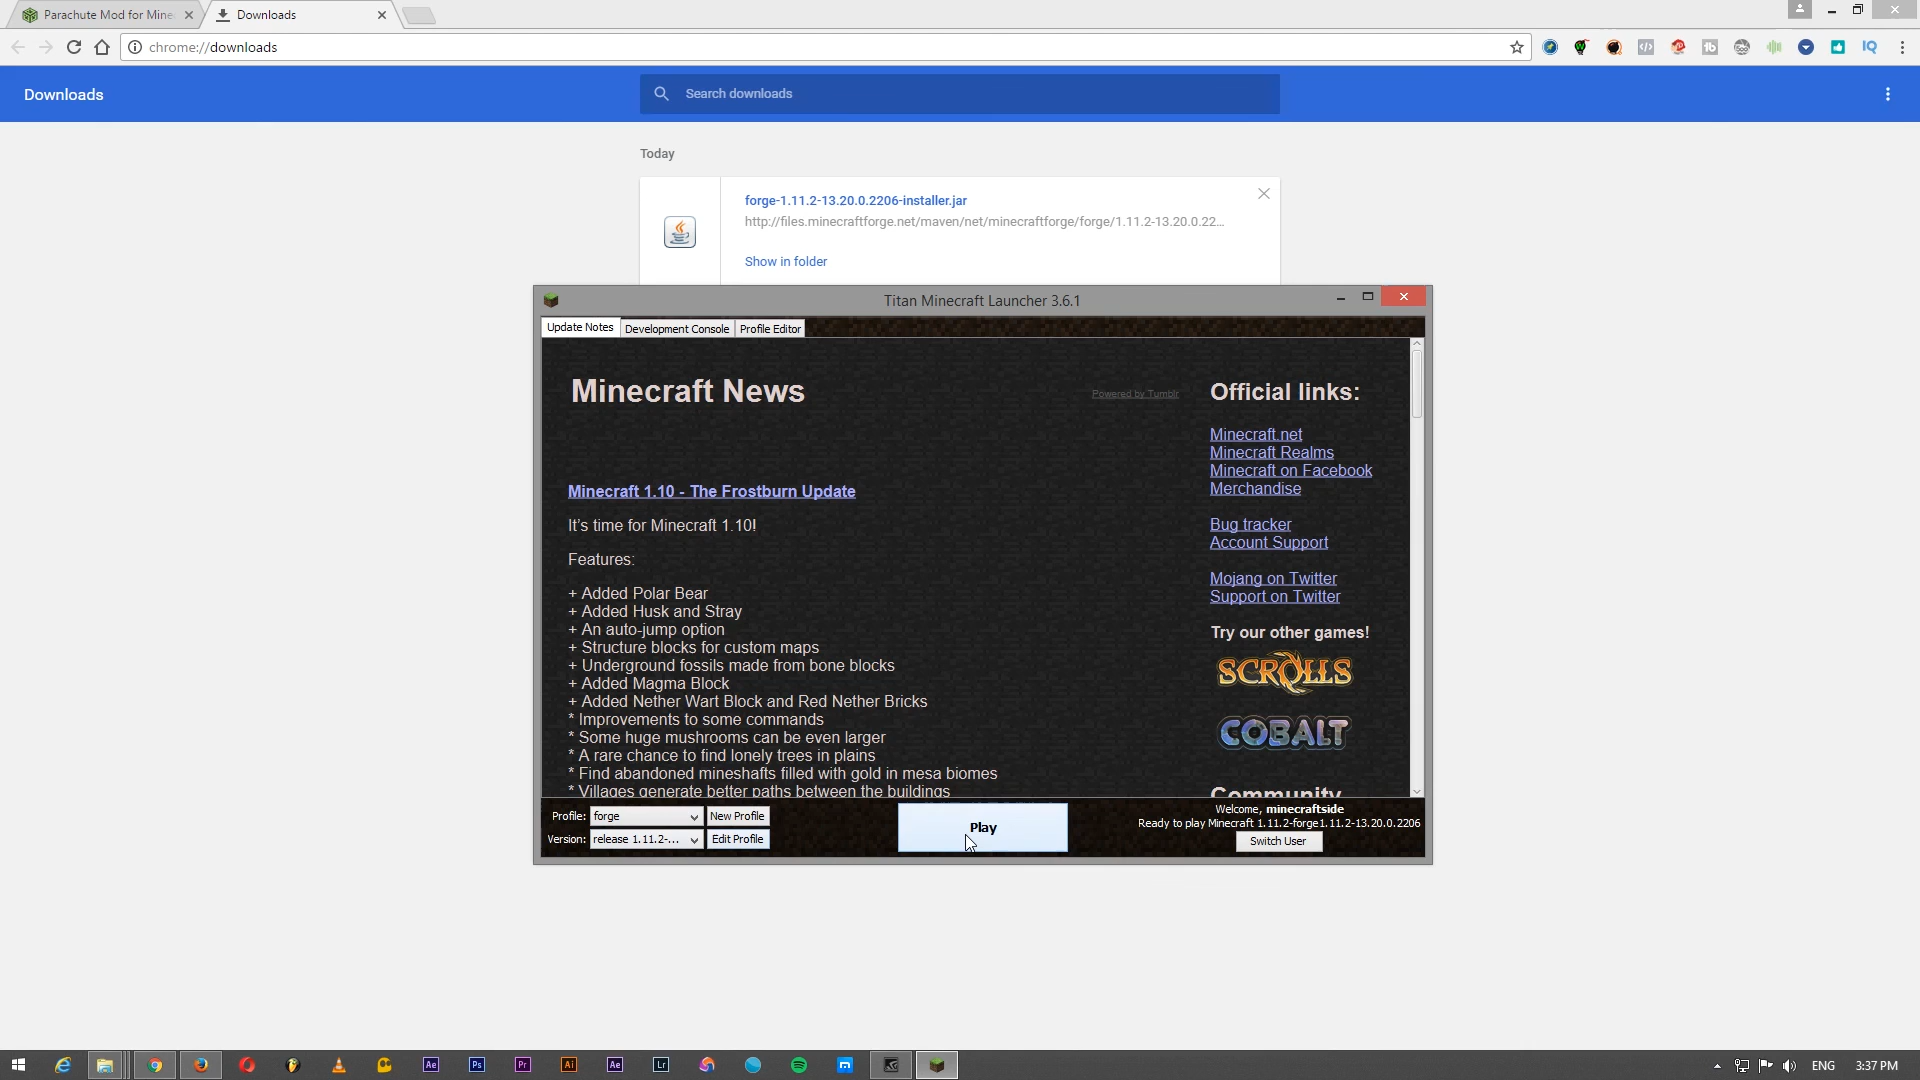 Parachute Mod for Mine
Downloads
chrome://downloads
Downloads
Search downloads
Today
forge-1.11.2-13.20.0.2206-installer.jar
http://files.minecraftforge.net/maven/net/minecraftforge/forge/1.11.2-13.20.0.22...
Show in folder
Titan Minecraft Launcher 3.6.1
Update Notes
Development Console
Profile Editor
Minecraft News
Powered by Tumblr
Minecraft 1.10 - The Frostburn Update
It's time for Minecraft 1.10!
Features:
+ Added Polar Bear
+ Added Husk and Stray
+ An auto-jump option
+ Structure blocks for custom maps
+ Underground fossils made from bone blocks
+ Added Magma Block
+ Added Nether Wart Block and Red Nether Bricks
* Improvements to some commands
* Some huge mushrooms can be even larger
* A rare chance to find lonely trees in plains
* Find abandoned mineshafts filled with gold in mesa biomes
* Villages generate better paths between the buildings
Official links:
Minecraft.net
Minecraft Realms
Minecraft on Facebook
Merchandise
Bug tracker
Account Support
Mojang on Twitter
Support on Twitter
Try our other games!
SCROLLS
COBALT
Community
Profile: forge New Profile
Version: release 1.11.2-... Edit Profile
Play
Welcome, minecraftside
Ready to play Minecraft 1.11.2-forge1.11.2-13.20.0.2206
Switch User
Ae
Ps
Pr
Ai
Ae
Lr
ENG
3:37 PM